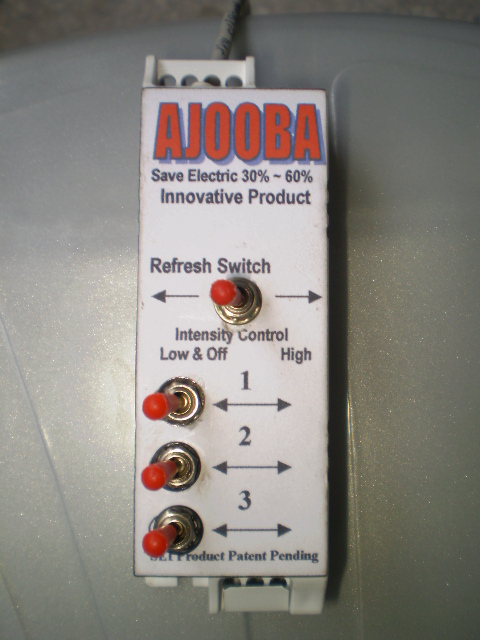 AJOOBA
Save Electric 30% ~ 60%
Innovative Product
Refresh Switch
Intensity Control
Low & Off High
1
2
3
Product Patent Pending